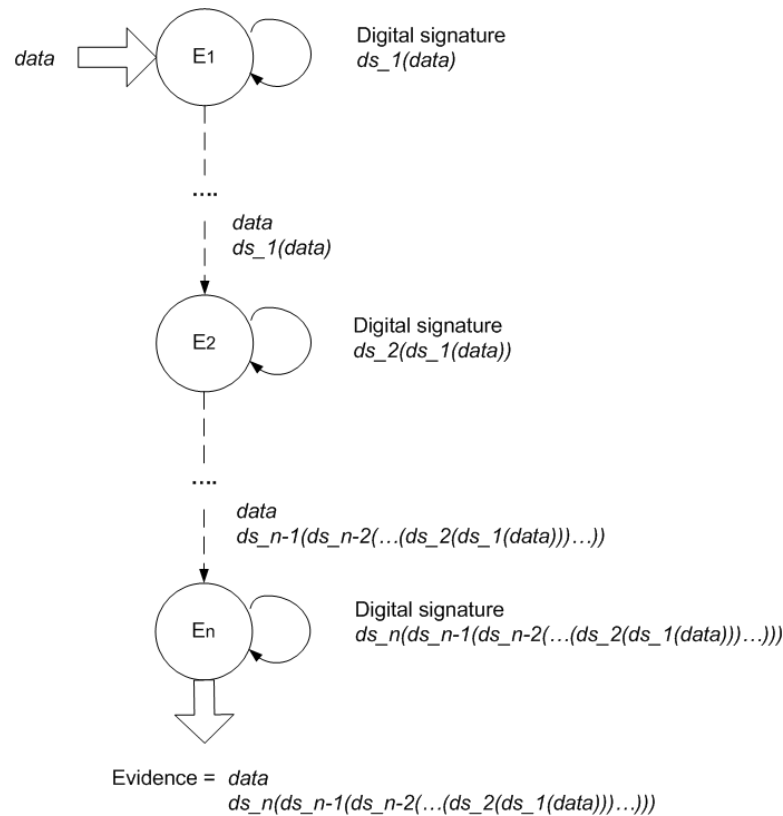 data
E1
Digital signature
ds_1(data)
....
data
ds_1(data)
E2
Digital signature
ds_2(ds_1(data))
....
data
ds_n-1(ds_n-2(…(ds_2(ds_1(data)))…))
En
Digital signature
ds_n(ds_n-1(ds_n-2(…(ds_2(ds_1(data)))…)))
Evidence = data
ds_n(ds_n-1(ds_n-2(…(ds_2(ds_1(data)))…)))